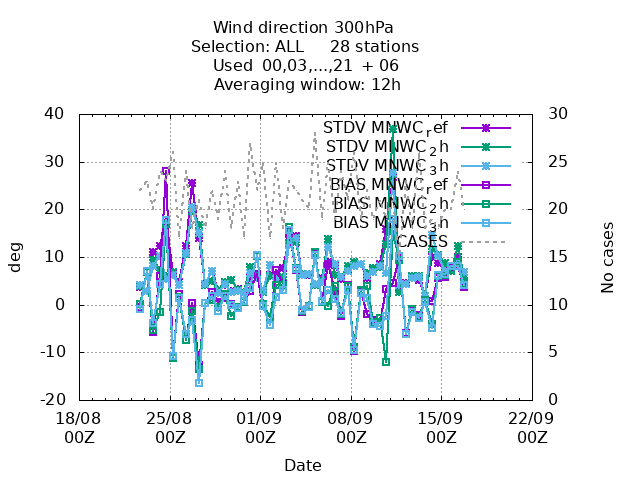 Wind direction 300hPa
Selection: ALL 28 stations
Used 00,03,...,21 + 06
Averaging window: 12h
40 30
STDV MNWC_ref
STDV MNWC_2h
30 25
STDV MNWC_3h
BIAS MNWC_ref
BIAS MNWC_2h
20 20
BIAS MNWC_3h
CASES
10 15
0 10
-10 5
-20 0
deg
No cases
18/08 25/08 01/09 08/09 15/09 22/09
00Z 00Z 00Z 00Z 00Z 00Z
Date